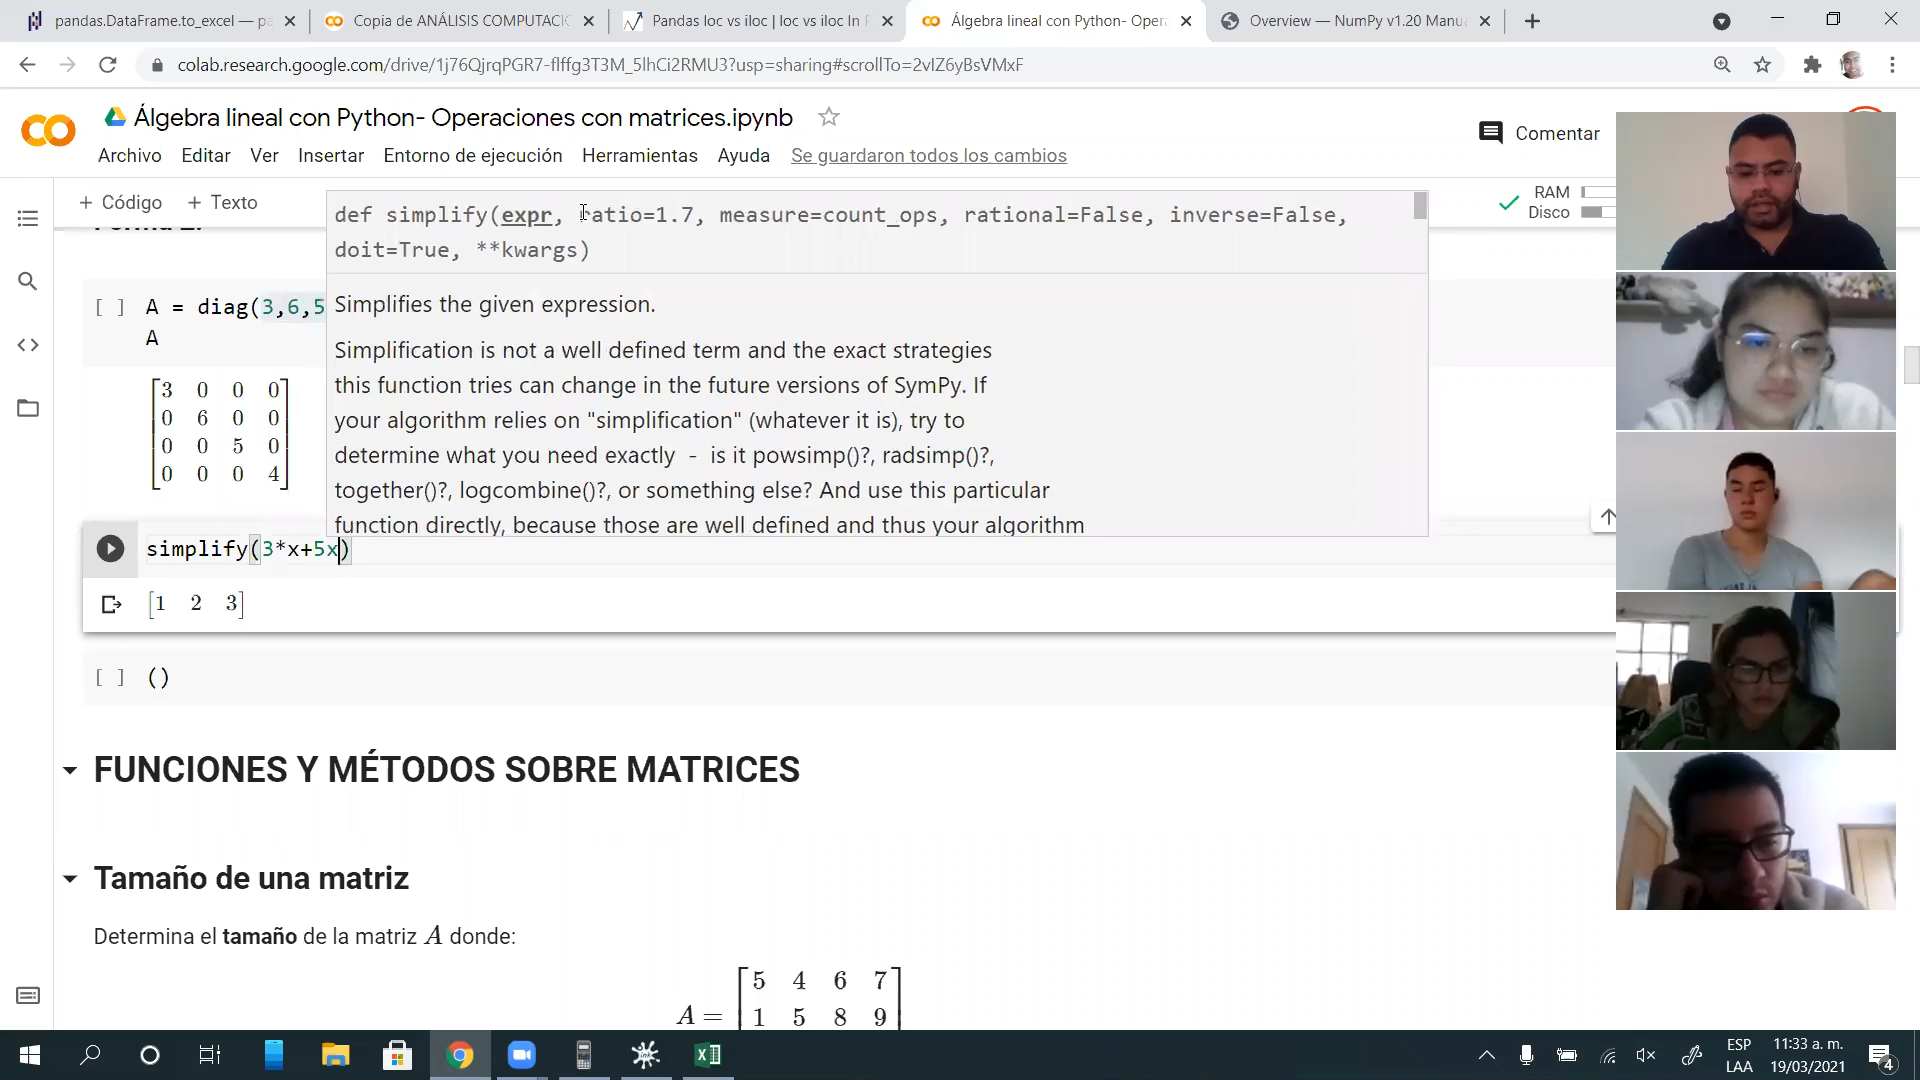 pandas.DataFrame.to_excel — pa
Copia de ANÁLISIS COMPUTACI
Pandas loc vs iloc | loc vs iloc In P
Álgebra lineal con Python- Opera
Overview — NumPy v1.20 Manua
colab.research.google.com/drive/1j76QjrqPGR7-flffg3T3M_5lhCi2RMU3?usp=sharing#scrollTo=2vIZ6yBsVMxF
Álgebra lineal con Python- Operaciones con matrices.ipynb
Comentar
Archivo Editar Ver Insertar Entorno de ejecución Herramientas Ayuda Se guardaron todos los cambios
+ Código + Texto
RAM
Disco
Forma 2:
def simplify(expr, ratio=1.7, measure=count_ops, rational=False, inverse=False,
doit=True, **kwargs)
Simplifies the given expression.
Simplification is not a well defined term and the exact strategies
this function tries can change in the future versions of SymPy. If
your algorithm relies on "simplification" (whatever it is), try to
determine what you need exactly - is it powsimp()?, radsimp()?,
together()?, logcombine()?, or something else? And use this particular
function directly, because those are well defined and thus your algorithm
[ ] A = diag(3,6,5
A
3 0 0 0
0 6 0 0
0 0 5 0
0 0 0 4
simplify(3*x+5x)
[1 2 3]
[ ] ()
FUNCIONES Y MÉTODOS SOBRE MATRICES
Tamaño de una matriz
Determina el tamaño de la matriz A donde:
A =
5 4 6 7
1 5 8 9
ESP
LAA
11:33 a. m.
19/03/2021
4